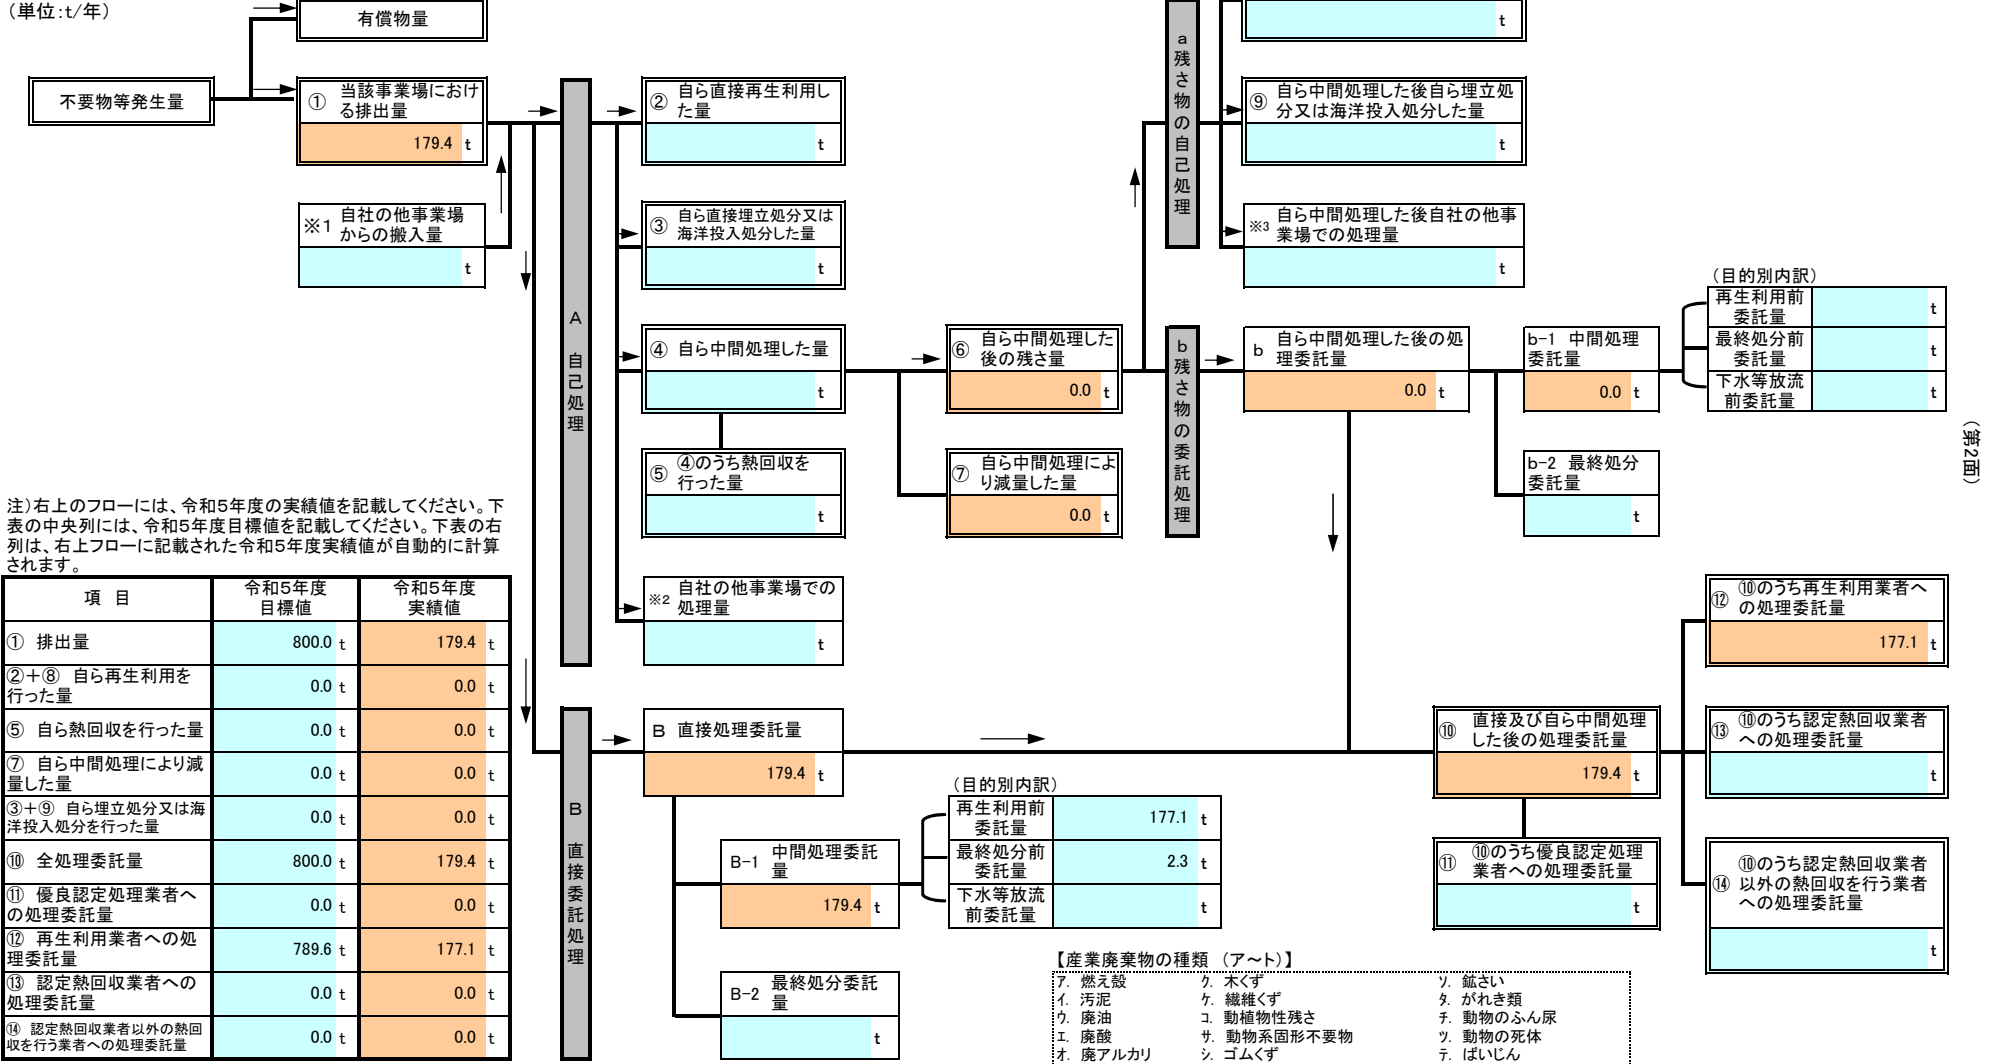 （単位：t/年）
有償物量
不要物等発生量
① 当該事業場におけ
る排出量
179.4 t
※1 自社の他事業場
からの搬入量
t
A
自己処理
② 自ら直接再生利用し
た量
t
③ 自ら直接埋立処分又は
海洋投入処分した量
t
④ 自ら中間処理した量
t
⑤ ④のうち熱回収を
行った量
t
※2 自社の他事業場での
処理量
t
⑥ 自ら中間処理した
後の残さ量
0.0 t
⑦ 自ら中間処理によ
り減量した量
0.0 t
a残さ物の自己処理
t
⑨ 自ら中間処理した後自ら埋立処
分又は海洋投入処分した量
t
※3 自ら中間処理した後自社の他事
業場での処理量
t
b残さ物の委託処理
b 自ら中間処理した後の処
理委託量
0.0 t
b-1 中間処理
委託量
0.0 t
b-2 最終処分
委託量
t
（目的別内訳）
再生利用前
委託量
t
最終処分前
委託量
t
下水等放流
前委託量
t
（第2面）
注）右上のフローには、令和5年度の実績値を記載してください。下
表の中央列には、令和5年度目標値を記載してください。下表の右
列は、右上フローに記載された令和5年度実績値が自動的に計算
されます。
項 目
令和5年度
目標値
令和5年度
実績値
① 排出量 800.0 t 179.4 t
②＋⑧ 自ら再生利用を
行った量 0.0 t 0.0 t
⑤ 自ら熱回収を行った量 0.0 t 0.0 t
⑦ 自ら中間処理により減
量した量 0.0 t 0.0 t
③＋⑨ 自ら埋立処分又は海
洋投入処分を行った量 0.0 t 0.0 t
⑩ 全処理委託量 800.0 t 179.4 t
⑪ 優良認定処理業者へ
の処理委託量 0.0 t 0.0 t
⑫ 再生利用業者への処
理委託量 789.6 t 177.1 t
⑬ 認定熱回収業者への
処理委託量 0.0 t 0.0 t
⑭ 認定熱回収業者以外の熱回
収を行う業者への処理委託量 0.0 t 0.0 t
B
直接委託処理
B 直接処理委託量
179.4 t
B-1 中間処理委託
量
179.4 t
B-2 最終処分委託
量
t
（目的別内訳）
再生利用前
委託量
177.1 t
最終処分前
委託量
2.3 t
下水等放流
前委託量
t
⑩ 直接及び自ら中間処理
した後の処理委託量
179.4 t
⑪ ⑩のうち優良認定処理
業者への処理委託量
t
⑫ ⑩のうち再生利用業者へ
の処理委託量
177.1 t
⑬ ⑩のうち認定熱回収業者
への処理委託量
t
⑭ ⑩のうち認定熱回収業者
以外の熱回収を行う業者
への処理委託量
t
【産業廃棄物の種類 （ア～ト）】
ア. 燃え殻 ク. 木くず ソ. 鉱さい
イ. 汚泥 ケ. 繊維くず タ. がれき類
ウ. 廃油 コ. 動植物性残さ チ. 動物のふん尿
エ. 廃酸 サ. 動物系固形不要物 ツ. 動物の死体
オ. 廃アルカリ シ. ゴムくず テ. ばいじん